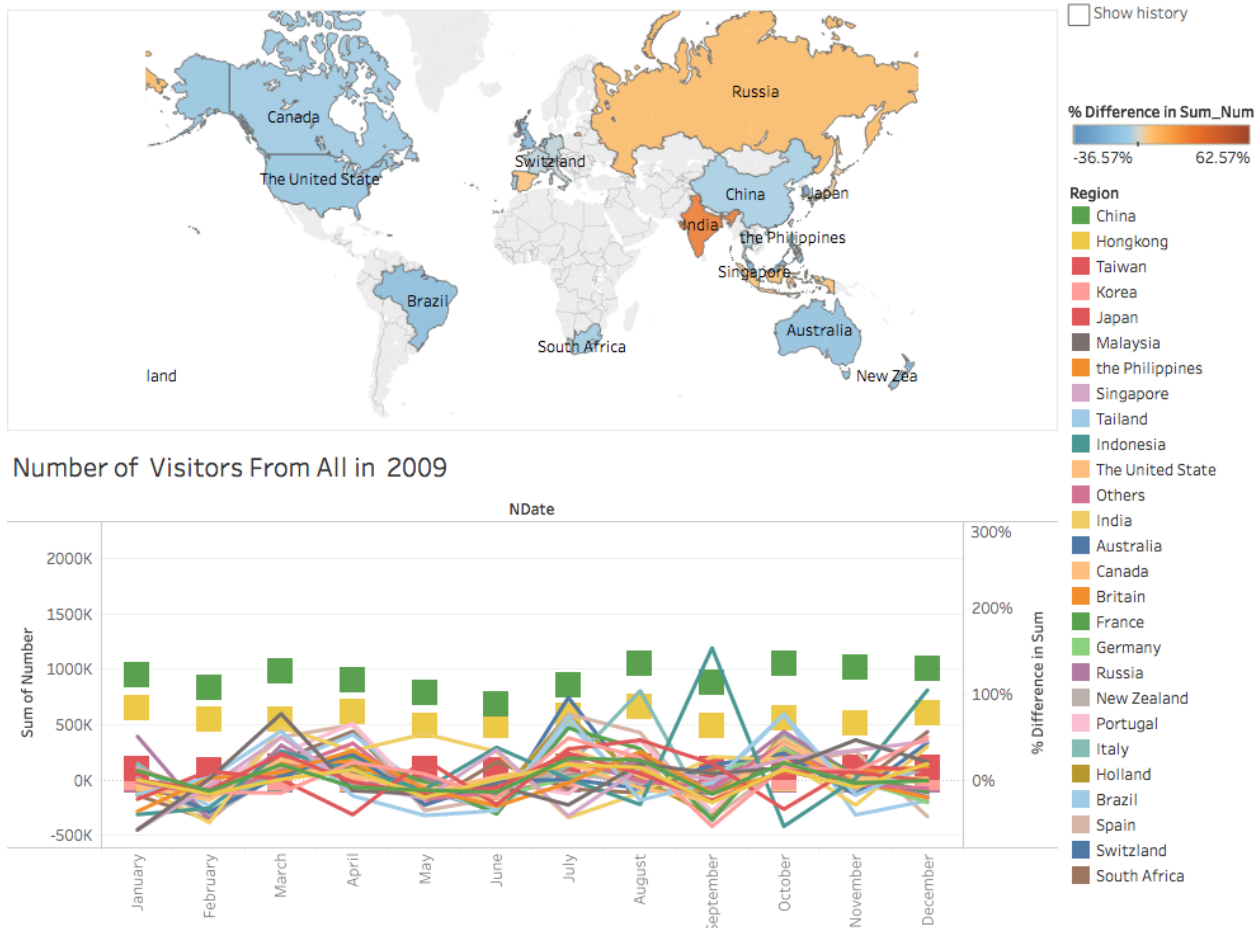 Show history
Canada
Russia
Switzland
The United State
China
Japan
India
the Philippines
Singapore
Brazil
Australia
South Africa
land
New Zea
% Difference in Sum_Num
-36.57% 62.57%
Region
China
Hongkong
Taiwan
Korea
Japan
Malaysia
the Philippines
Singapore
Tailand
Indonesia
The United State
Others
India
Australia
Canada
Britain
France
Germany
Russia
New Zealand
Portugal
Italy
Holland
Brazil
Spain
Switzland
South Africa
Number of Visitors From All in 2009
NDate
Sum of Number
2000K
1500K
1000K
500K
0K
-500K
300%
200%
100%
0%
% Difference in Sum
January
February
March
April
May
June
July
August
September
October
November
December